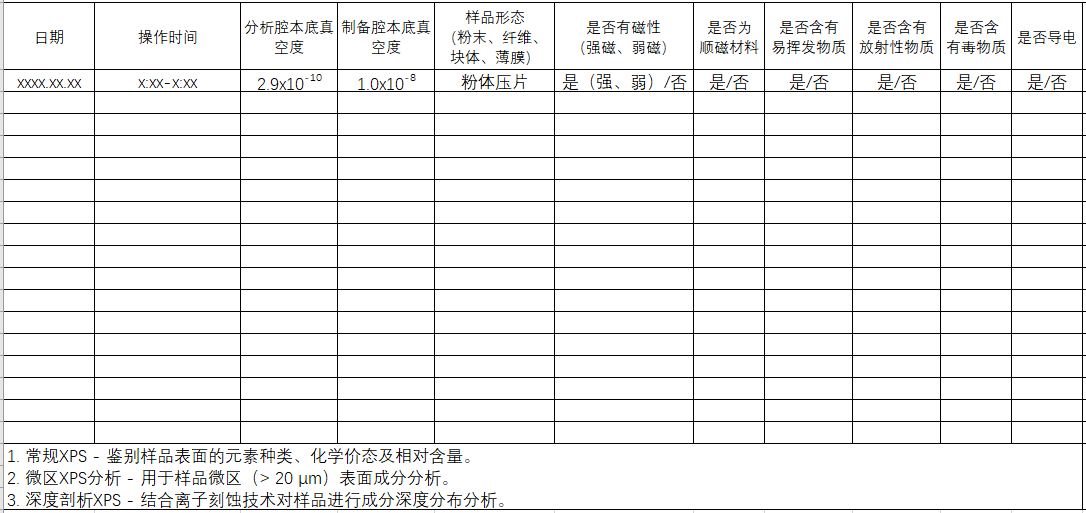 日期
操作时间
分析腔本底真
空度
制备腔本底真
空度
样品形态
(粉末、纤维、
块体、薄膜)
是否有磁性
(强磁、弱磁)
是否为
顺磁材料
是否含有
易挥发物质
是否含有
放射性物质
是否含
有毒物质
是否导电
xxxx.xx.xx
x:xx-x:xx
2.9x10⁻¹⁰
1.0x10⁻⁸
粉体压片
是（强、弱）/否
是/否
是/否
是/否
是/否
是/否
1. 常规XPS - 鉴别样品表面的元素种类、化学价态及相对含量。
2. 微区XPS分析 - 用于样品微区（> 20 μm）表面成分分析。
3. 深度剖析XPS - 结合离子刻蚀技术对样品进行成分深度分布分析。